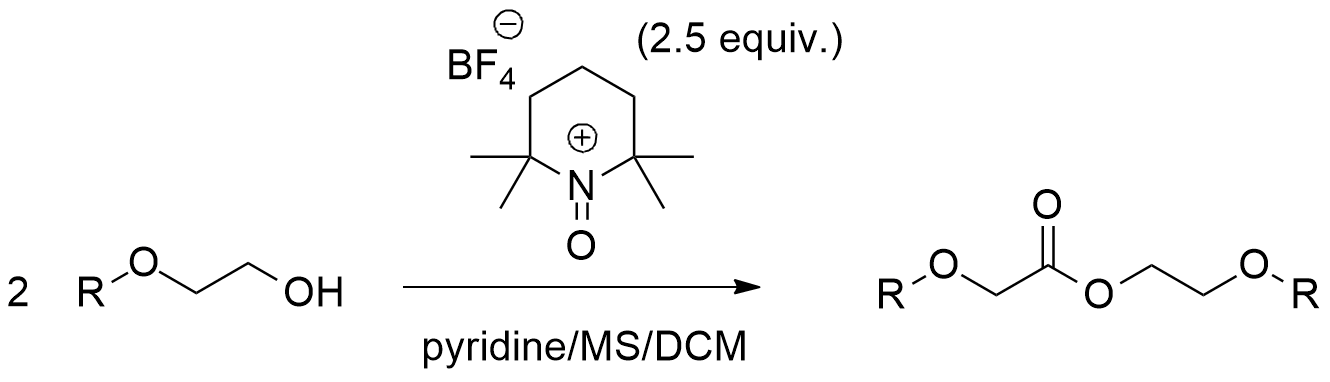 BF4 ⊖ (2.5 equiv.)
⊕
N
O
2 R O OH
pyridine/MS/DCM
O
R O O O R